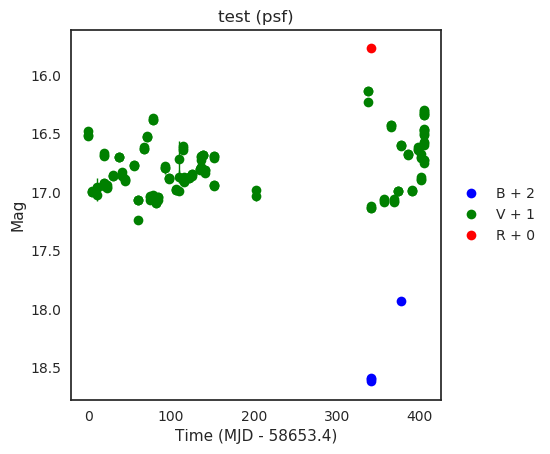 test (psf)
Mag
16.0
16.5
17.0
17.5
18.0
18.5
0
100
200
300
400
Time (MJD - 58653.4)
B + 2
V + 1
R + 0